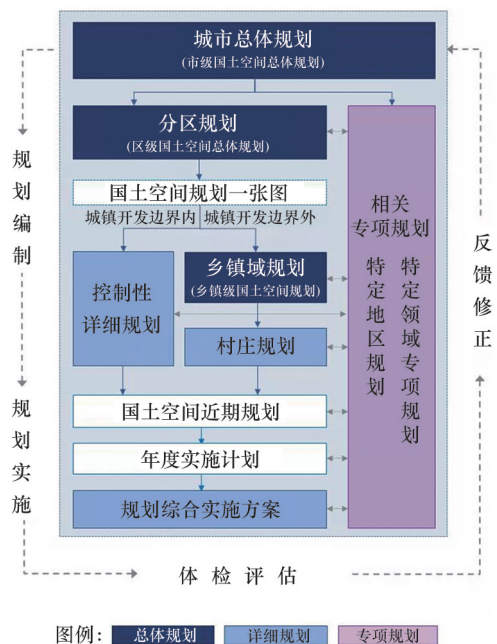 城市总体规划
(市级国土空间总体规划)
分区规划
(区级国土空间总体规划)
国土空间规划一张图
城镇开发边界内 城镇开发边界外
控制性
详细规划
乡镇域规划
(乡镇级国土空间规划)
村庄规划
国土空间近期规划
年度实施计划
规划综合实施方案
相关
专项规划
特定地区规划
特定领域专项规划
规划编制
规划实施
体检评估
反馈修正
图例:
总体规划
详细规划
专项规划